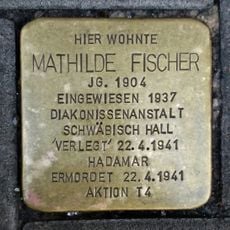 HIER WOHNTE
MATHILDE FISCHER
JG. 1904
EINGEWIESEN 1937
DIAKONISSENANSTALT
SCHWÄBISCH HALL
'VERLEGT' 22.4.1941
HADAMAR
ERMORDET 22.4.1941
AKTION T4